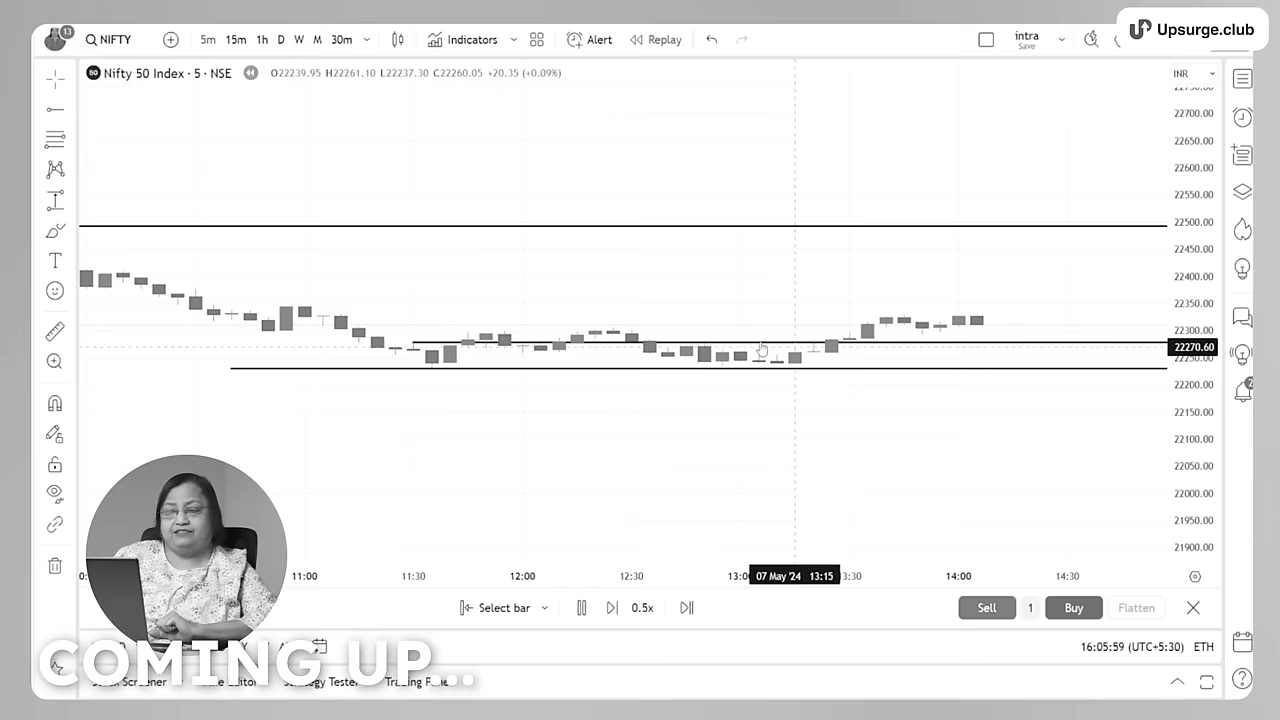 Upsurge.club
13
NIFTY
5m 15m 1h D W M 30m
Indicators
Alert
Replay
intra
Save
50 Nifty 50 Index · 5 · NSE
O22239.95 H22261.10 L22237.30 C22260.05 +20.35 (+0.09%)
INR
22700.00
22650.00
22600.00
22550.00
22500.00
22450.00
22400.00
22350.00
22300.00
22270.60
22200.00
22150.00
22100.00
22050.00
22000.00
21950.00
21900.00
11:00 11:30 12:00 12:30 07 May '24 13:15 14:00 14:30
Select bar
0.5x
Sell 1 Buy Flatten
16:05:59 (UTC+5:30) ETH
COMING UP...